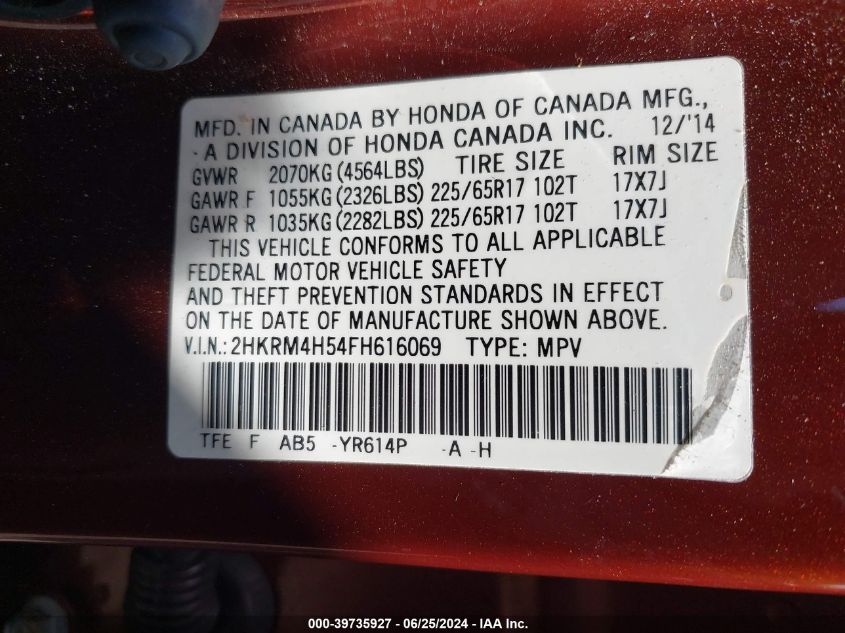 MFD. IN CANADA BY HONDA OF CANADA MFG.,
-A DIVISION OF HONDA CANADA INC. 12/'14
GVWR 2070KG(4564LBS) TIRE SIZE RIM SIZE
GAWR F 1055KG(2326LBS) 225/65R17 102T 17X7J
GAWR R 1035KG(2282LBS) 225/65R17 102T 17X7J
THIS VEHICLE CONFORMS TO ALL APPLICABLE
FEDERAL MOTOR VEHICLE SAFETY
AND THEFT PREVENTION STANDARDS IN EFFECT
ON THE DATE OF MANUFACTURE SHOWN ABOVE.
V.I.N.: 2HKRM4H54FH616069 TYPE: MPV
TFE F AB5 -YR614P -A -H
000-39735927 - 06/25/2024 - IAA Inc.